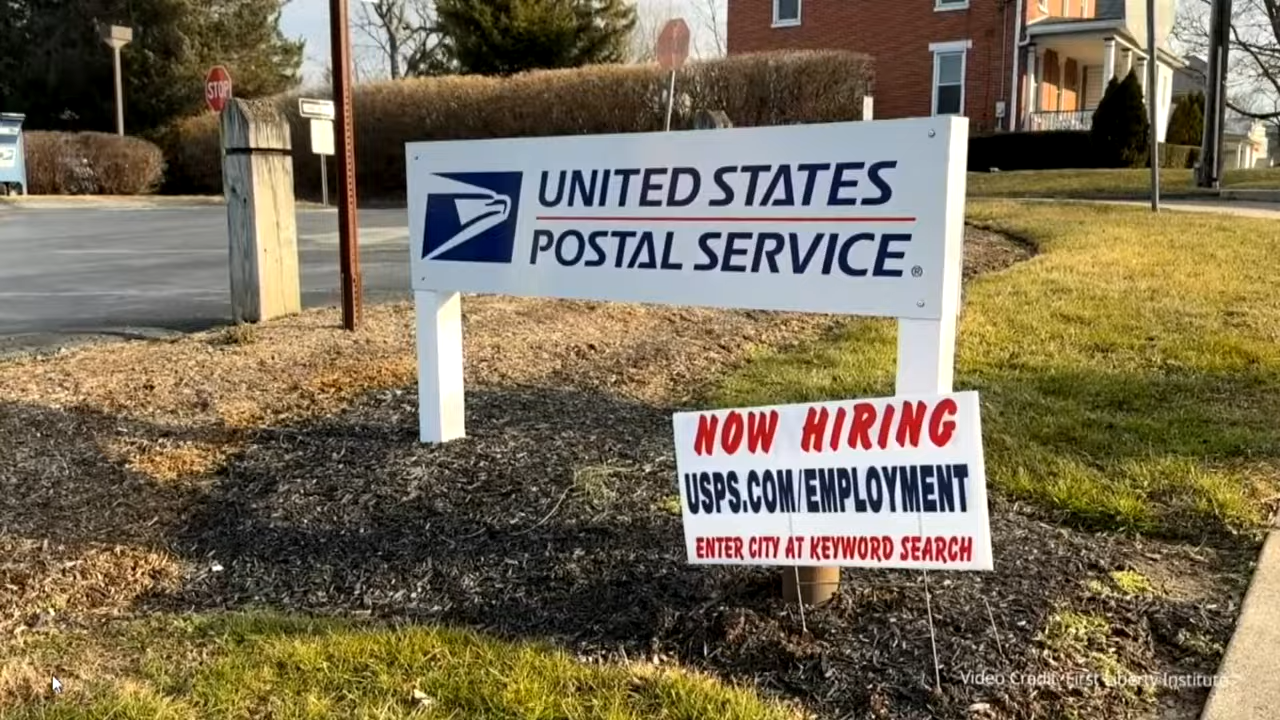 STOP
UNITED STATES
POSTAL SERVICE®
NOW HIRING
USPS.COM/EMPLOYMENT
ENTER CITY AT KEYWORD SEARCH
Video Credit: First Liberty Institute